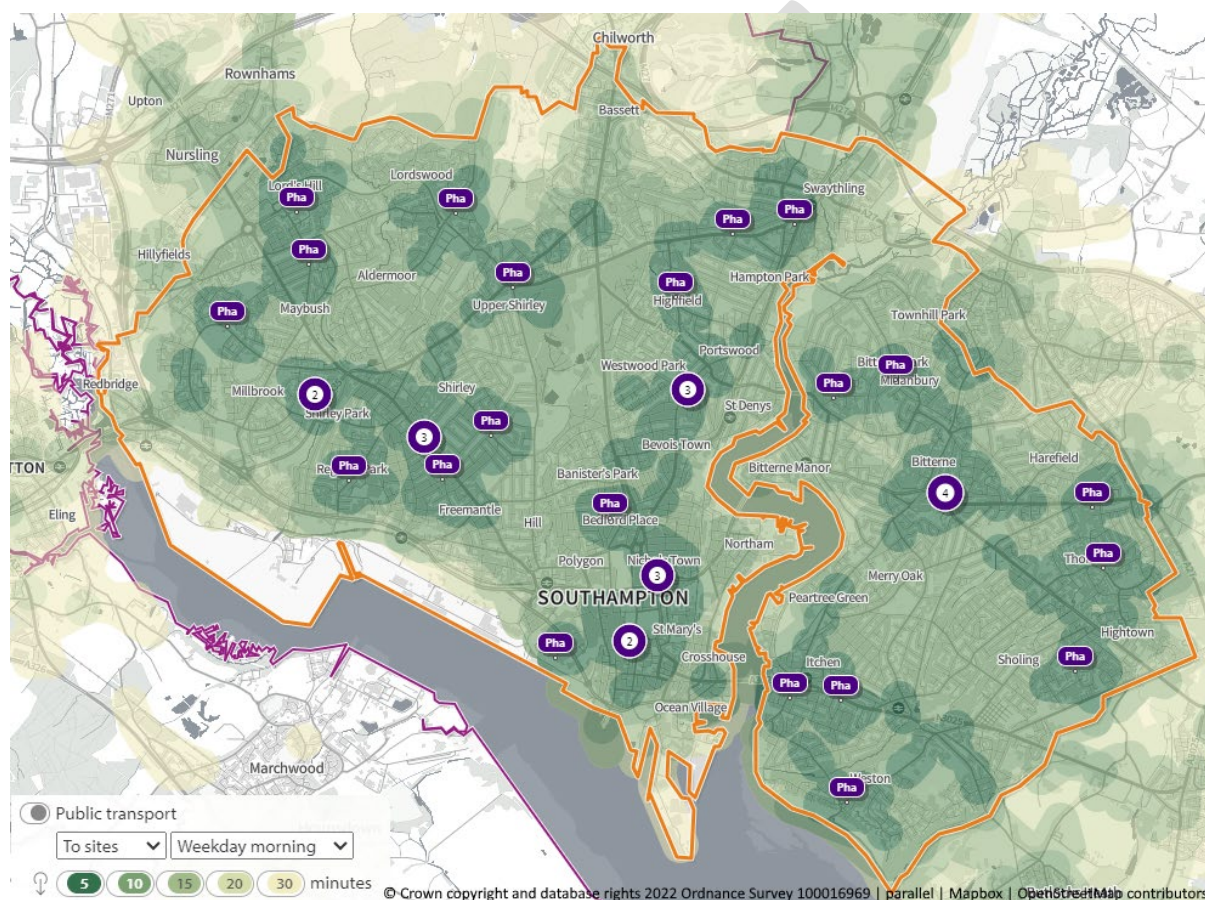 Chilworth
Rownhams
Upton
Bassett
Nursling
Lordswood
Lord's Hill
Pha
Pha
Swaythling
Pha
Pha
Pha
Hillyfields
Aldermoor
Pha
Hampton Park
Pha
Upper Shirley
Highfield
Maybush
Pha
Townhill Park
Portswood
Westwood Park
Pha
Midanbury
Pha
Redbridge
Millbrook
2
Shirley
3
Shirley Park
St Denys
Pha
3
Bevois Town
Pha
Pha
Banister's Park
Bitterne Manor
Bitterne
Harefield
4
Pha
Pha
Eling
Freemantle
Hill
Bedford Place
Northam
Polygon
Pha
3
Merry Oak
SOUTHAMPTON
Peartree Green
St Mary's
Hightown
2
Pha
Crosshouse
Itchen
Sholing
Pha
Pha
Pha
Ocean Village
Marchwood
Weston
Pha
Public transport
To sites
Weekday morning
5 10 15 20 30 minutes
© Crown copyright and database rights 2022 Ordnance Survey 100016969 | parallel | Mapbox | OpenStreetMap contributors